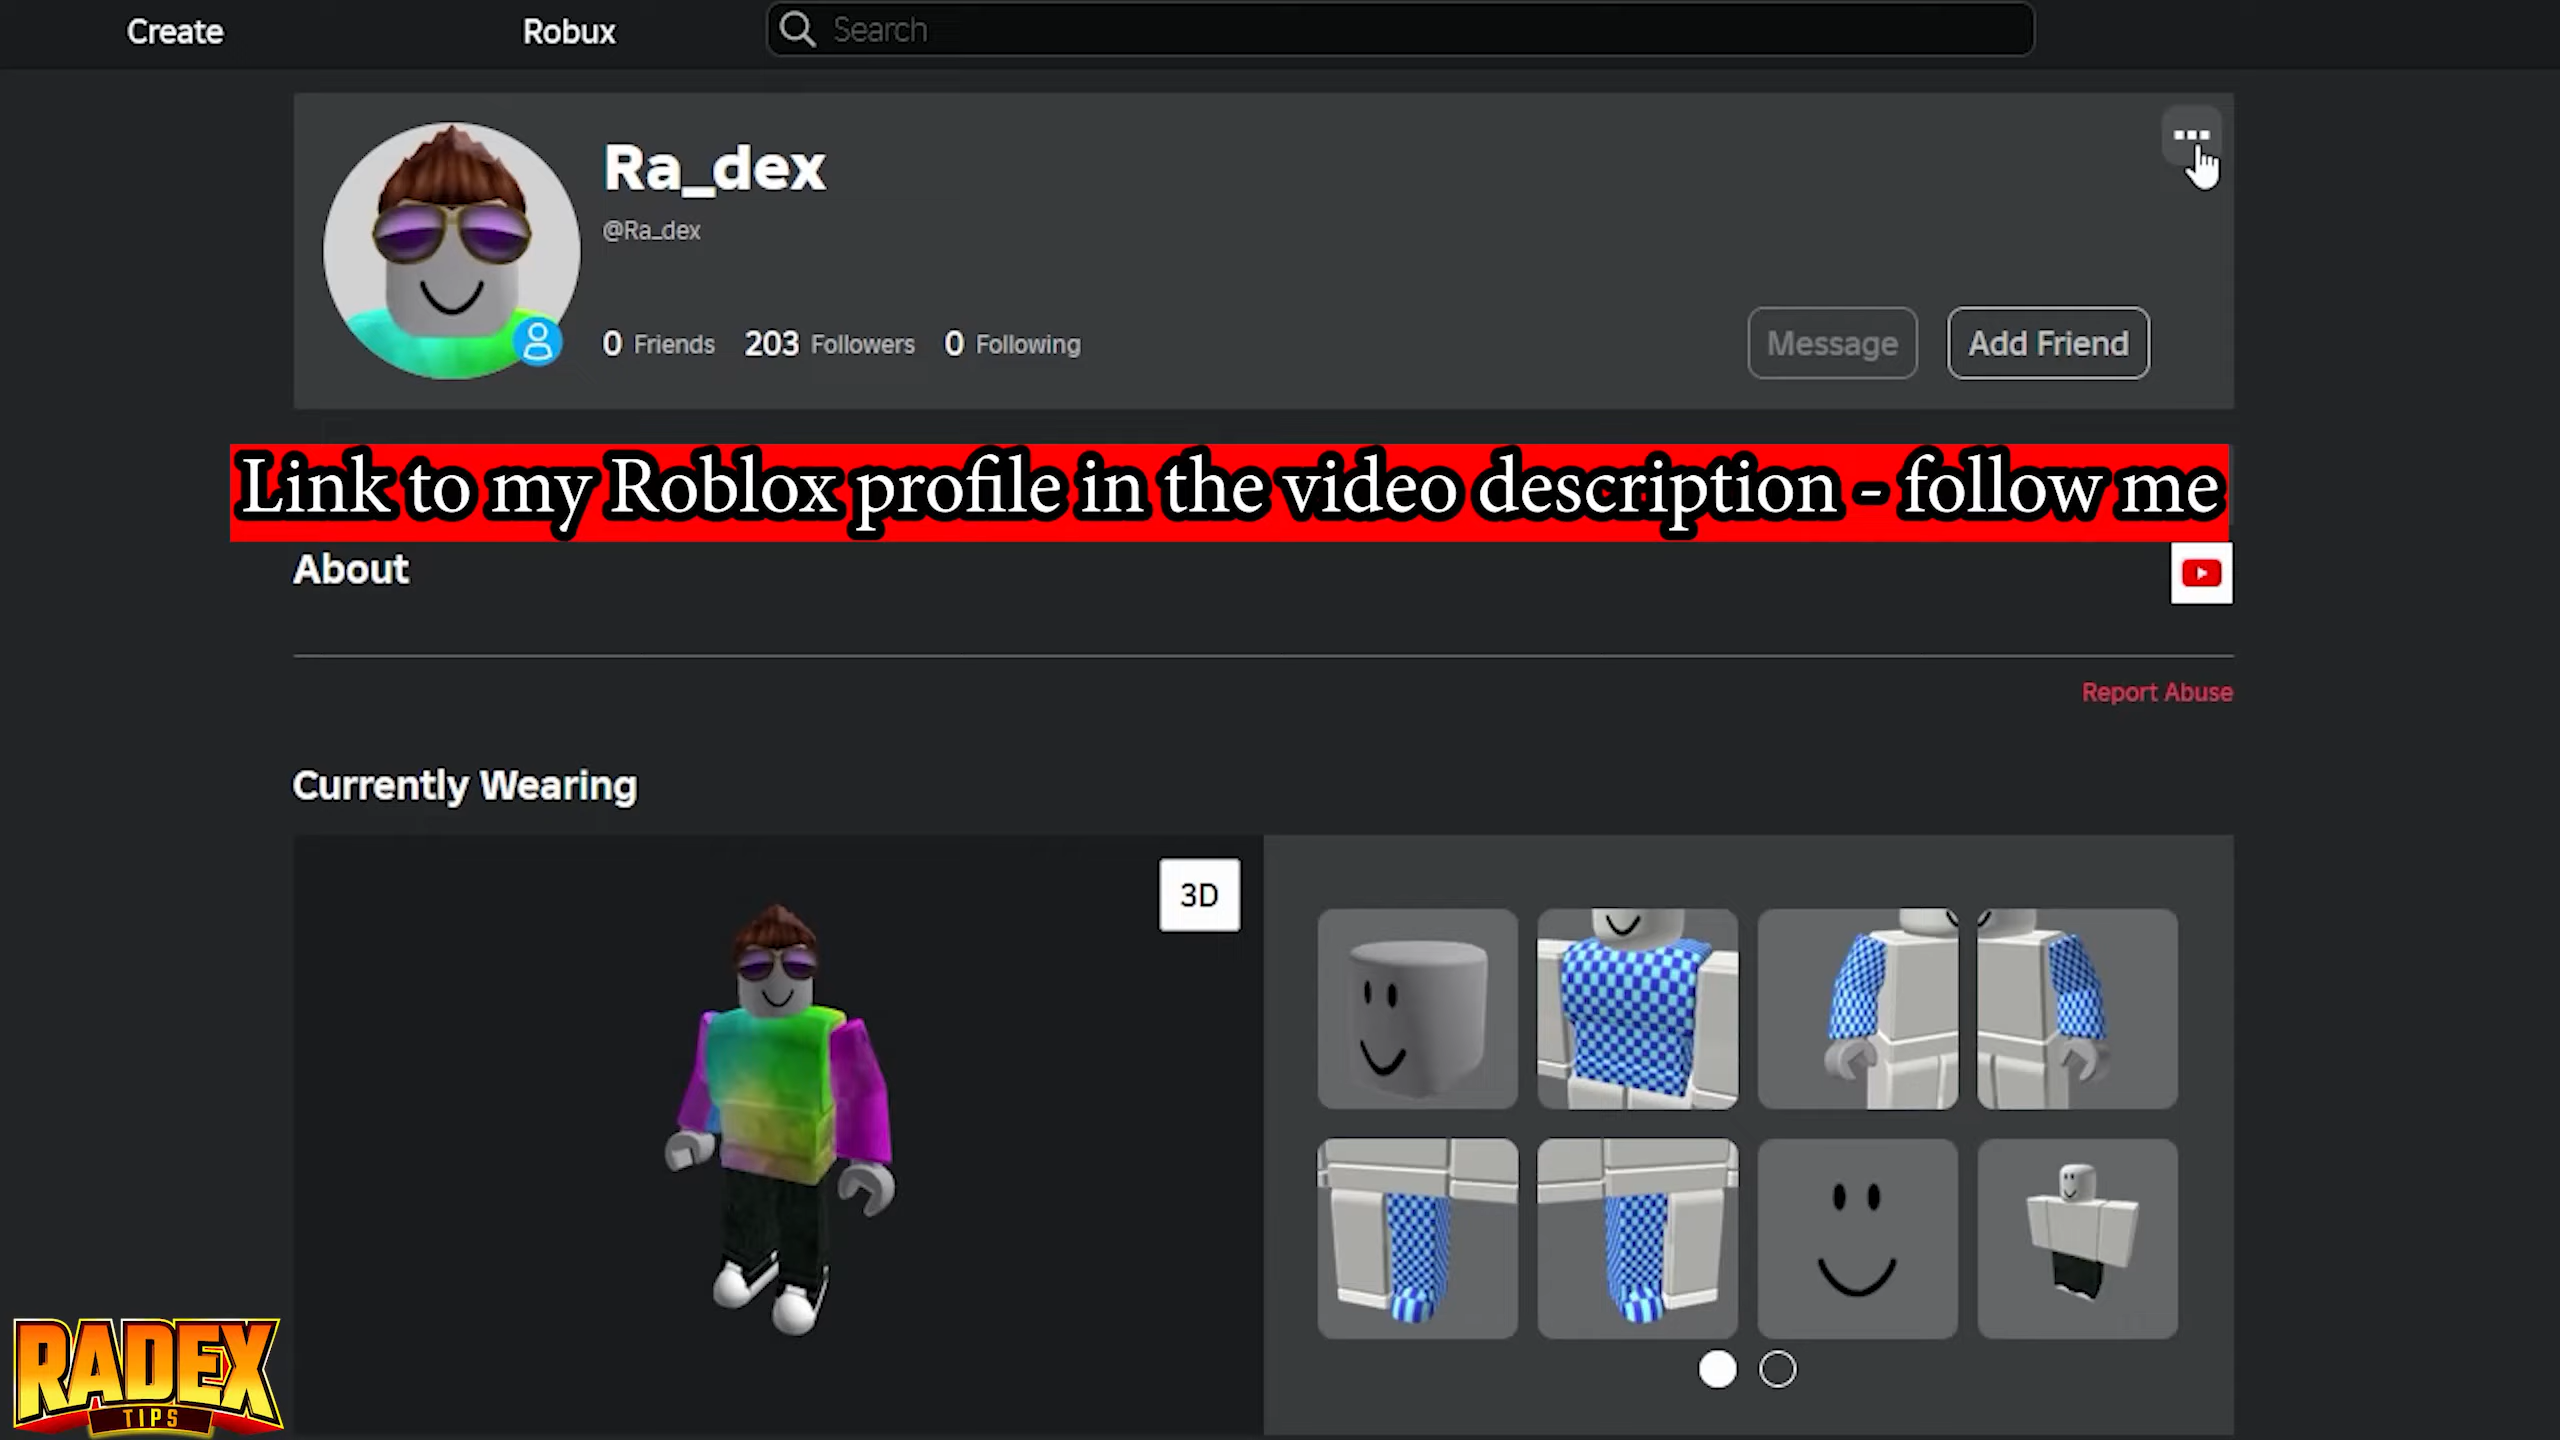 Create
Robux
Search
Ra_dex
@Ra_dex
0 Friends 203 Followers 0 Following
Message
Add Friend
Link to my Roblox profile in the video description - follow me
About
Report Abuse
Currently Wearing
3D
RADEX
TIPS